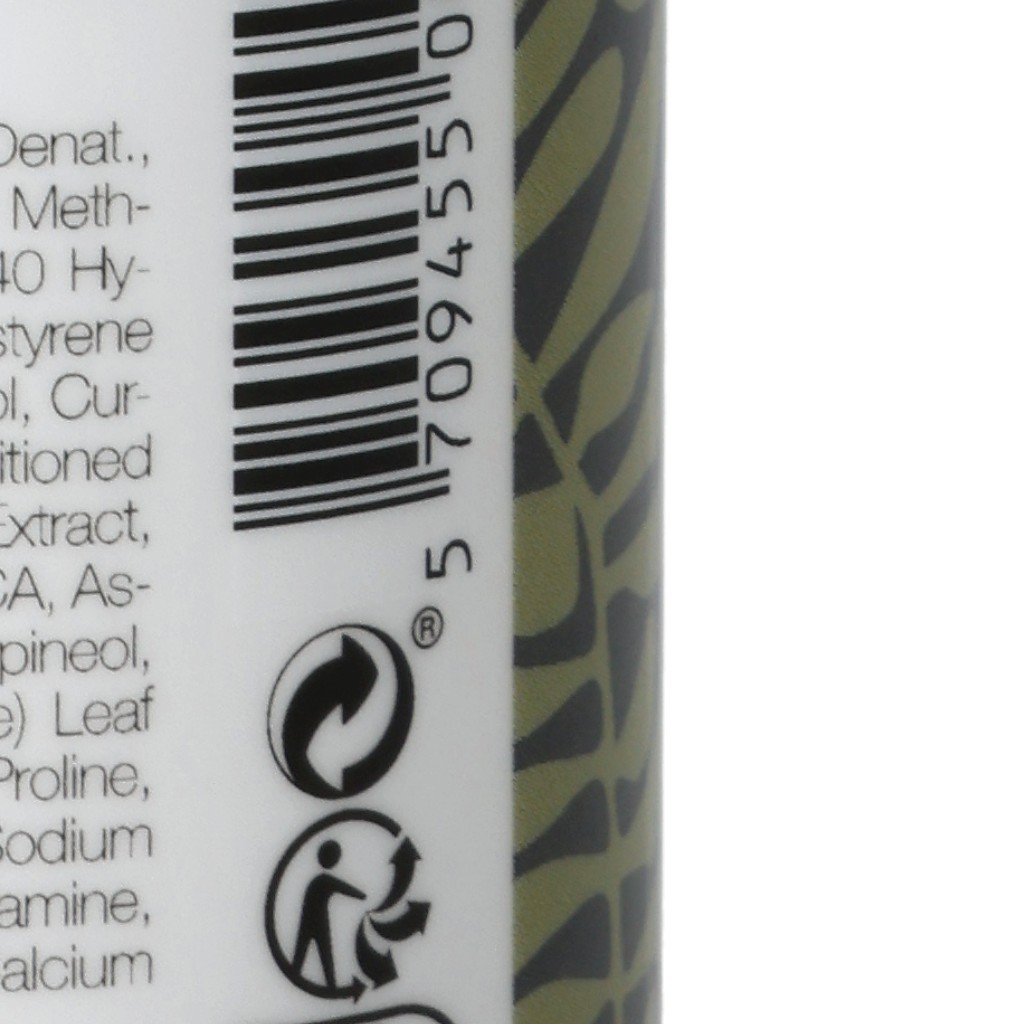 Denat.,
Meth-
40 Hy-
styrene
ol, Cur-
itioned
Extract,
CA, As-
pineol,
e) Leaf
Proline,
Sodium
amine,
alcium
5 709455 0
®